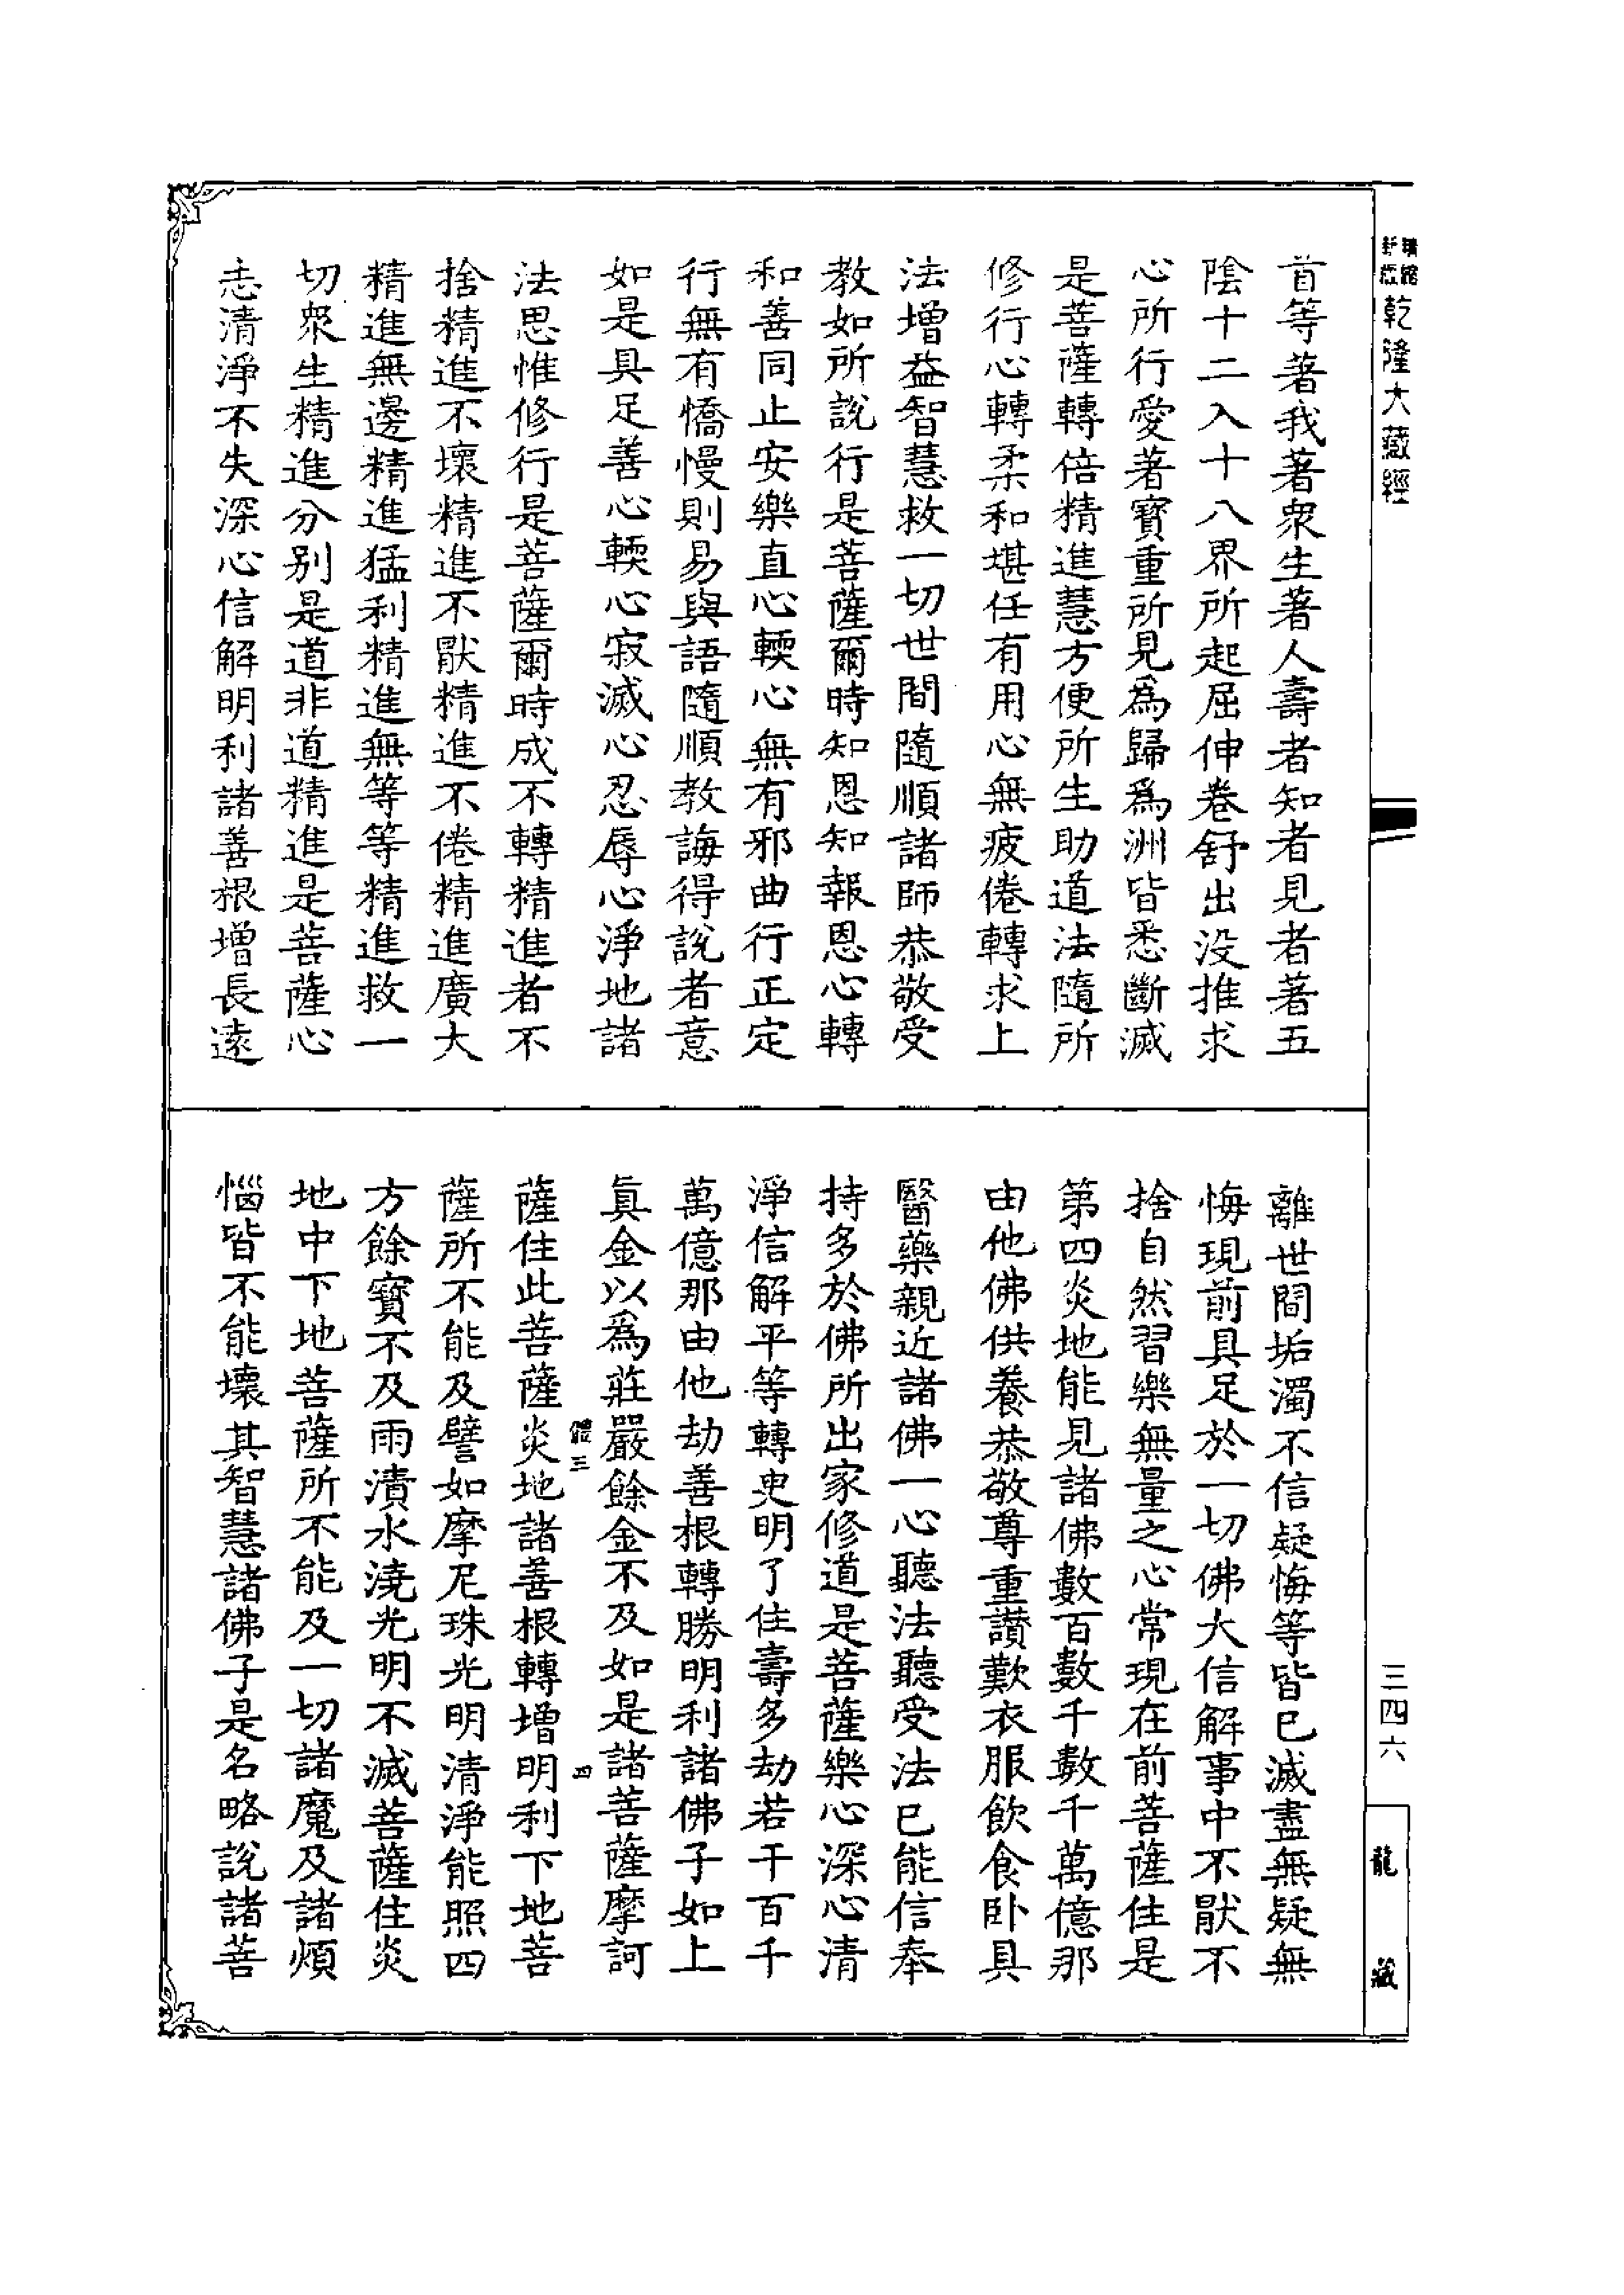 乾隆大藏經
首等著我著衆生著人壽者知者見者著五
陰十二入十八界所起屈伸卷舒出没推求
心所行愛著寳重所見爲歸爲洲皆悉斷滅
是菩薩轉倍精進慧方便所生助道法隨所
修行心轉柔和堪任有用心無疲倦轉求上
法增益智慧救一切世間隨順諸師恭敬受
教如所說行是菩薩爾時知恩知報恩心轉
和善同止安樂直心輭心無有邪曲行正定
行無有憍慢則易與語隨順教誨得說者意
如是具足善心輭心寂滅心忍辱心淨地諸
法思惟修行是菩薩爾時成不轉精進者不
捨精進不壞精進不厭精進不倦精進廣大
精進無邊精進猛利精進無等等精進救一
切衆生精進分别是道非道精進是菩薩心
志清淨不失深心信解明利諸善根增長遠
離世間垢濁不信疑悔等皆已滅盡無疑無
悔現前具足於一切佛大信解事中不厭不
捨自然習樂無量之心常現在前菩薩住是
第四炎地能見諸佛數百數千數千萬億那
由他佛供養恭敬尊重讃歎衣服飲食卧具
醫藥親近諸佛一心聽法聽受法已能信奉
持多於佛所出家修道是菩薩樂心深心清
淨信解平等轉更明了住壽多劫若干百千
萬億那由他劫善根轉勝明利諸佛子如上
眞金以爲莊嚴餘金不及如是諸菩薩摩訶
體三　四
薩住此菩薩炎地諸善根轉增明利下地菩
薩所不能及譬如摩尼珠光明清淨能照四
方餘寳不及雨漬水澆光明不滅菩薩住炎
地中下地菩薩所不能及一切諸魔及諸煩
惱皆不能壞其智慧諸佛子是名略說諸菩
三四六
龍藏